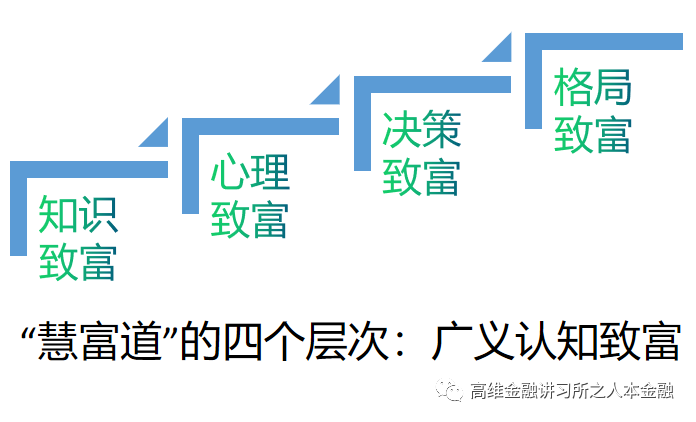 知识
致富
心理
致富
决策
致富
格局
致富
“慧富道”的四个层次：广义认知致富
高维金融讲习所之人本金融